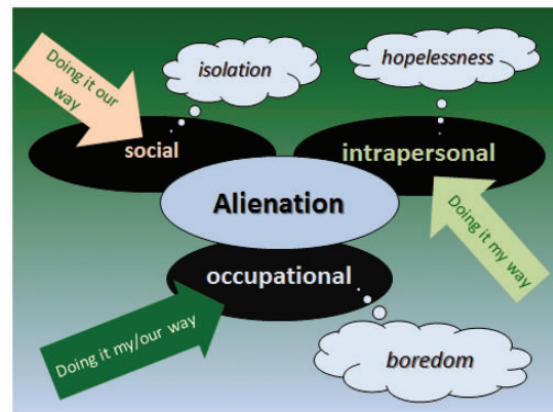 Doing it our
way
isolation
hopelessness
social
intrapersonal
Alienation
Doing it my way
occupational
Doing it my/our way
boredom